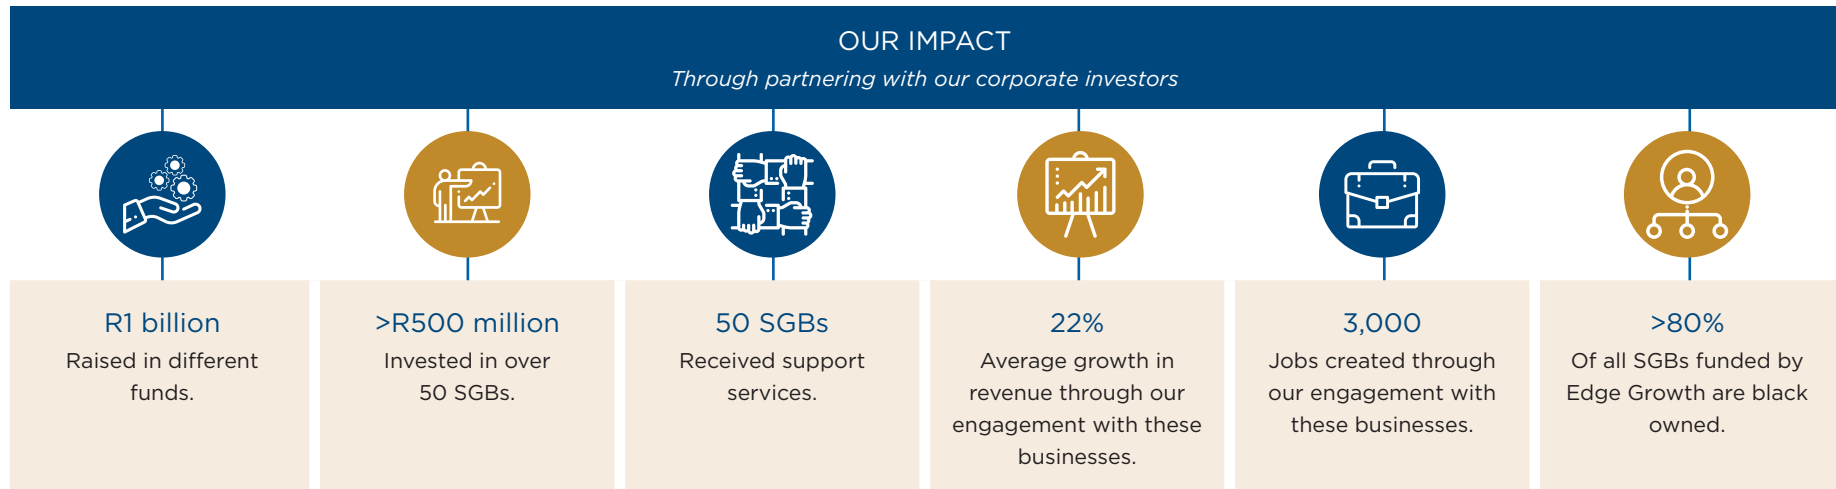 OUR IMPACT
Through partnering with our corporate investors
R1 billion
Raised in different
funds.
>R500 million
Invested in over
50 SGBs.
50 SGBs
Received support
services.
22%
Average growth in
revenue through our
engagement with these
businesses.
3,000
Jobs created through
our engagement with
these businesses.
>80%
Of all SGBs funded by
Edge Growth are black
owned.